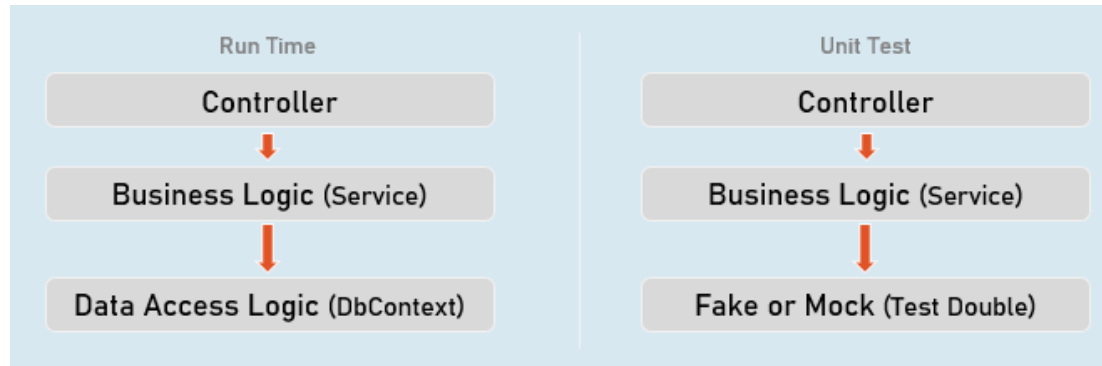 Run Time
Controller
Business Logic (Service)
Data Access Logic (DbContext)
Unit Test
Controller
Business Logic (Service)
Fake or Mock (Test Double)